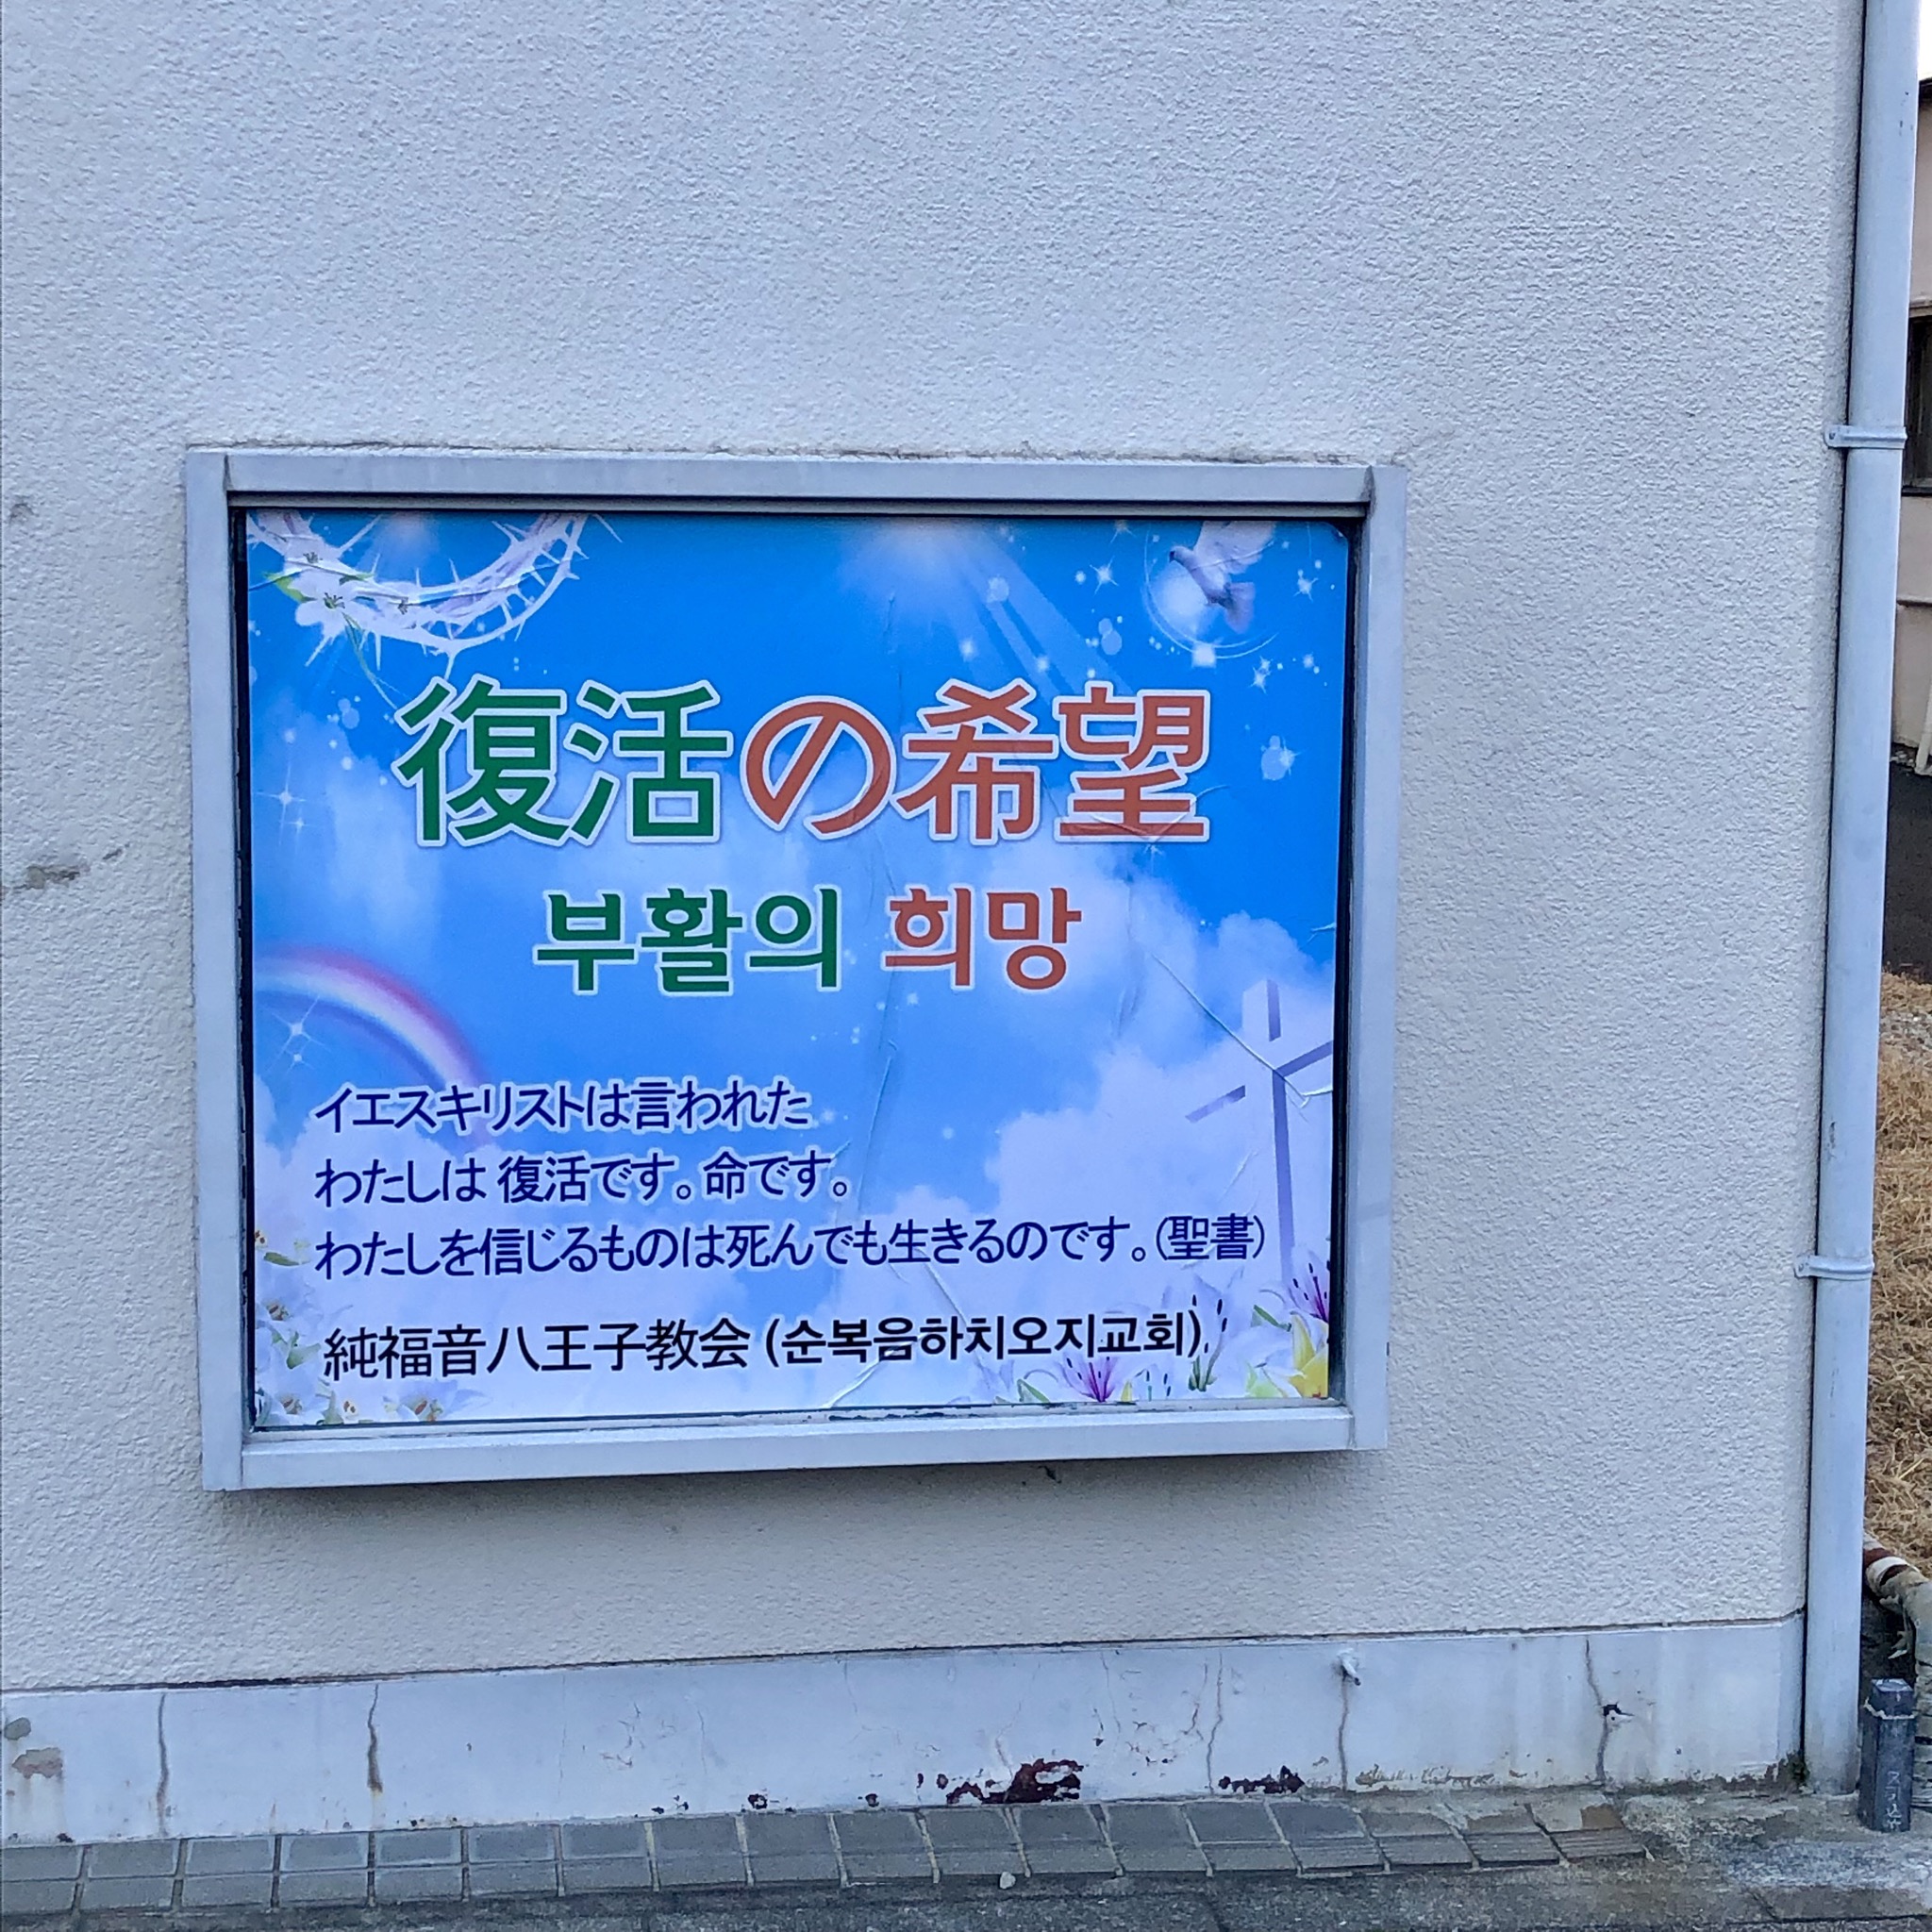 復活の希望
부활의 희망
イエスキリストは言われた
わたしは 復活です。命です。
わたしを信じるものは死んでも生きるのです。(聖書)
純福音八王子教会 (순복음하치오지교회)